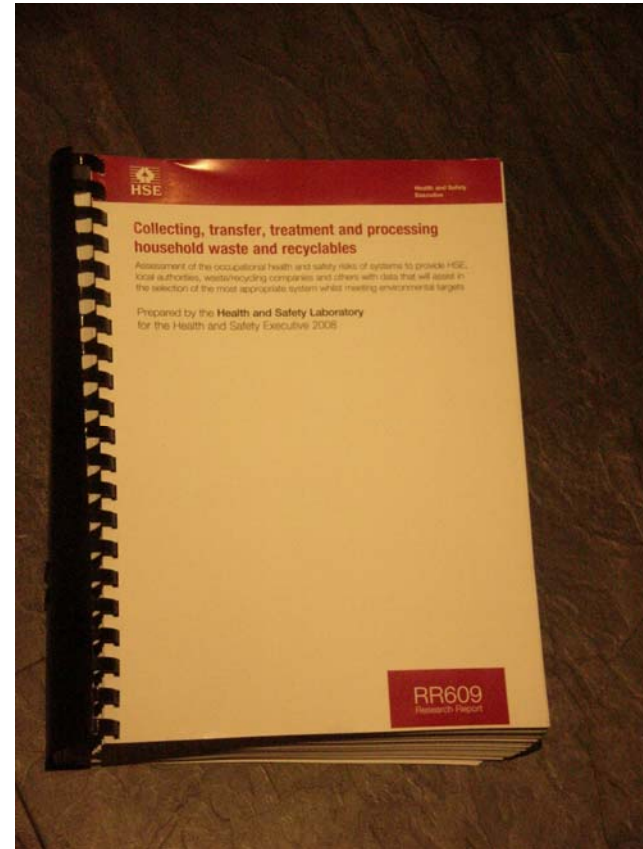 HSE
Health and Safety
Executive
Collecting, transfer, treatment and processing
household waste and recyclables
Assessment of the occupational health and safety risks of systems to provide HSE,
local authorities, waste/recycling companies and others with data that will assist in
the selection of the most appropriate system whilst meeting environmental targets
Prepared by the Health and Safety Laboratory
for the Health and Safety Executive 2008
RR609
Research Report